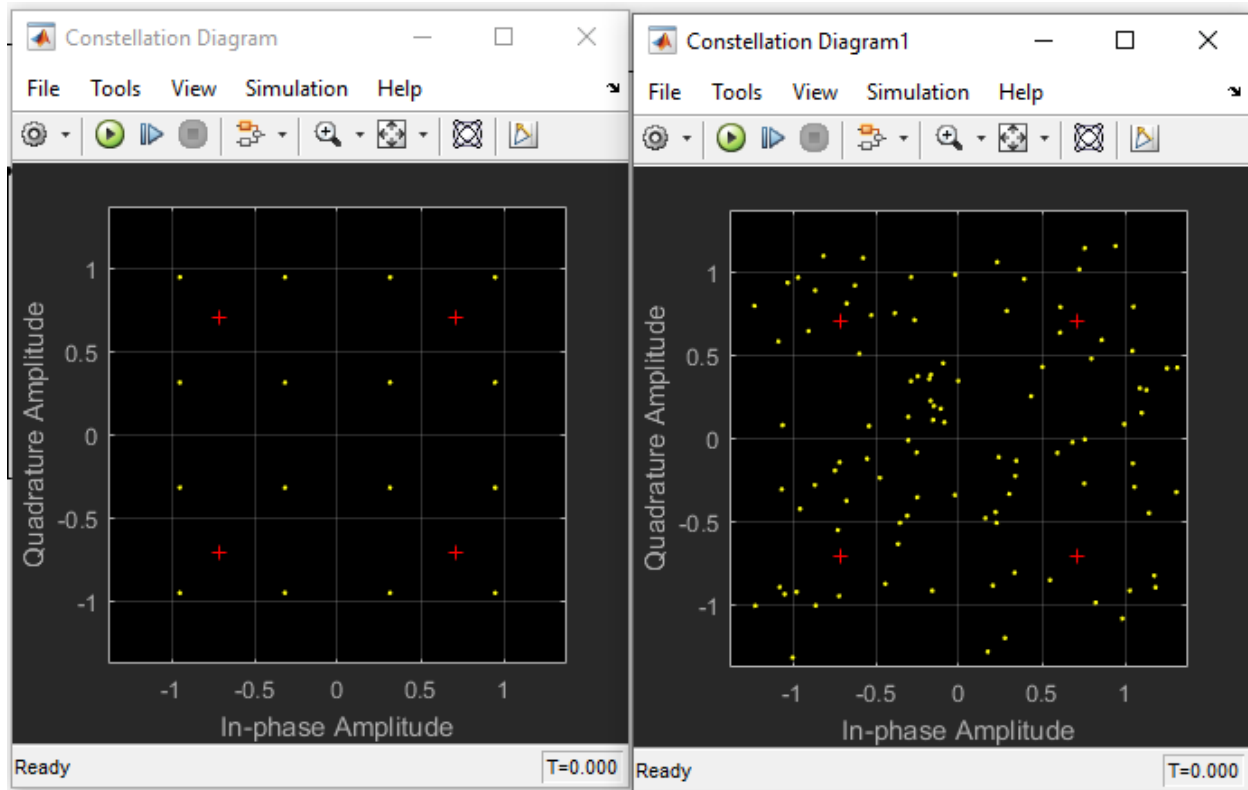 Constellation Diagram
File Tools View Simulation Help
1
0.5
0
-0.5
-1
Quadrature Amplitude
-1 -0.5 0 0.5 1
In-phase Amplitude
Ready T=0.000
Constellation Diagram1
File Tools View Simulation Help
1
0.5
0
-0.5
-1
Quadrature Amplitude
-1 -0.5 0 0.5 1
In-phase Amplitude
Ready T=0.000